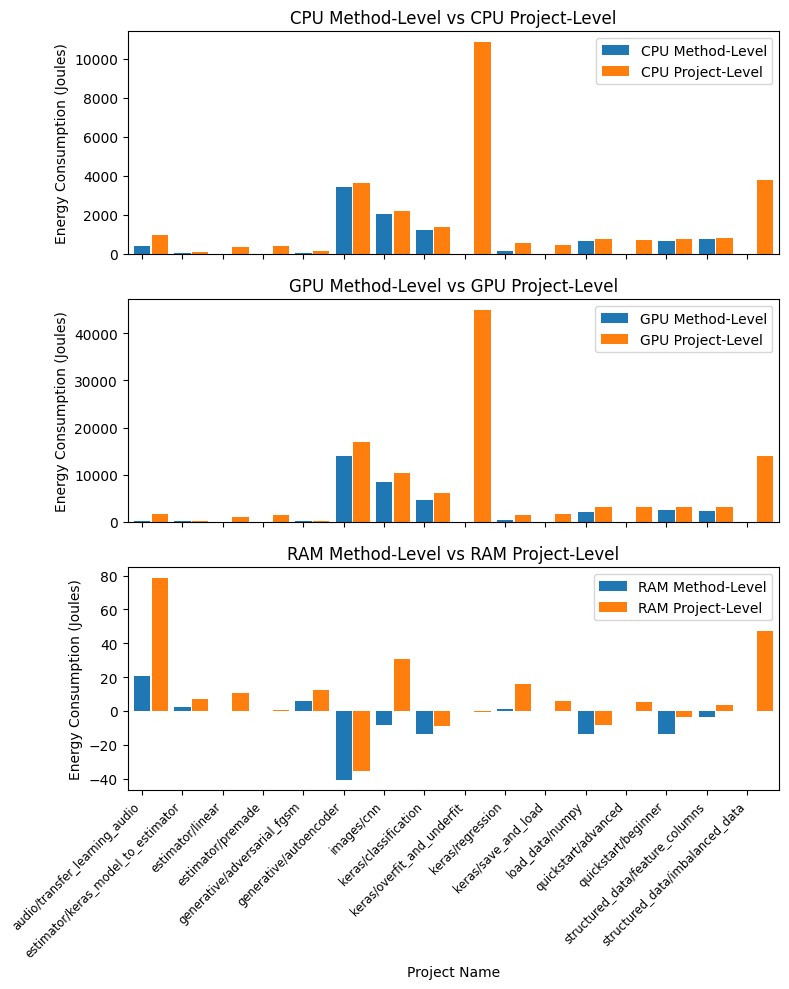 CPU Method-Level vs CPU Project-Level
Energy Consumption (Joules)
10000
8000
6000
4000
2000
0
CPU Method-Level
CPU Project-Level
GPU Method-Level vs GPU Project-Level
Energy Consumption (Joules)
40000
30000
20000
10000
0
GPU Method-Level
GPU Project-Level
RAM Method-Level vs RAM Project-Level
Energy Consumption (Joules)
80
60
40
20
0
−20
−40
RAM Method-Level
RAM Project-Level
audio/transfer_learning_audio
estimator/keras_model_to_estimator
estimator/linear
estimator/premade
generative/adversarial_fgsm
generative/autoencoder
images/cnn
keras/classification
keras/overfit_and_underfit
keras/regression
keras/save_and_load
load_data/numpy
quickstart/advanced
quickstart/beginner
structured_data/feature_columns
structured_data/imbalanced_data
Project Name